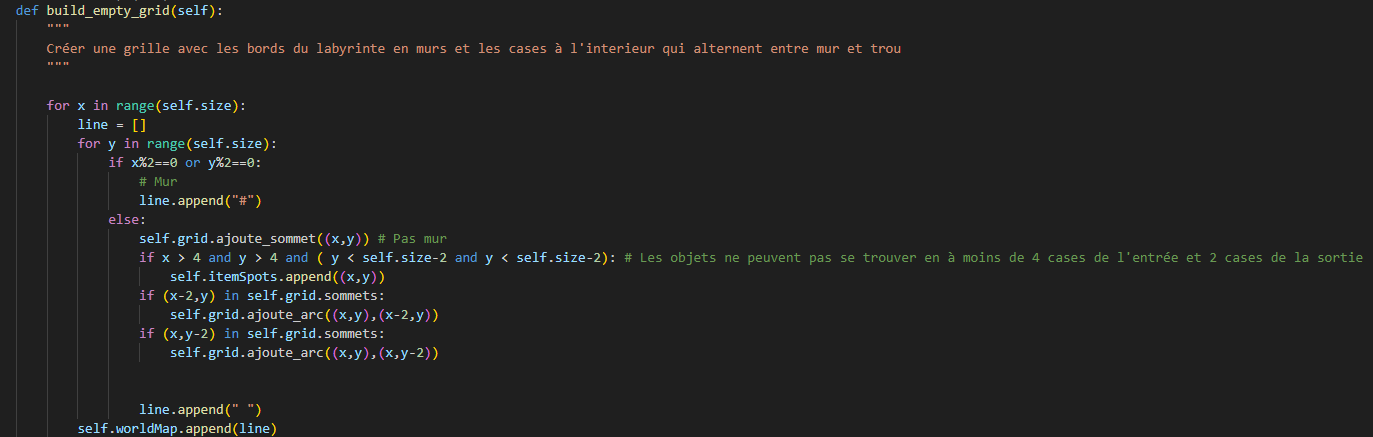 def build_empty_grid(self):
    """
    Créer une grille avec les bords du labyrinte en murs et les cases à l'interieur qui alternent entre mur et trou
    """
    for x in range(self.size):
        line = []
        for y in range(self.size):
            if x%2==0 or y%2==0:
                # Mur
                line.append("#")
            else:
                self.grid.ajoute_sommet((x,y)) # Pas mur
                if x > 4 and y > 4 and ( y < self.size-2 and y < self.size-2): # Les objets ne peuvent pas se trouver en à moins de 4 cases de l'entrée et 2 cases de la sortie
                    self.itemSpots.append((x,y))
                if (x-2,y) in self.grid.sommets:
                    self.grid.ajoute_arc((x,y),(x-2,y))
                if (x,y-2) in self.grid.sommets:
                    self.grid.ajoute_arc((x,y),(x,y-2))
                line.append(" ")
        self.worldMap.append(line)